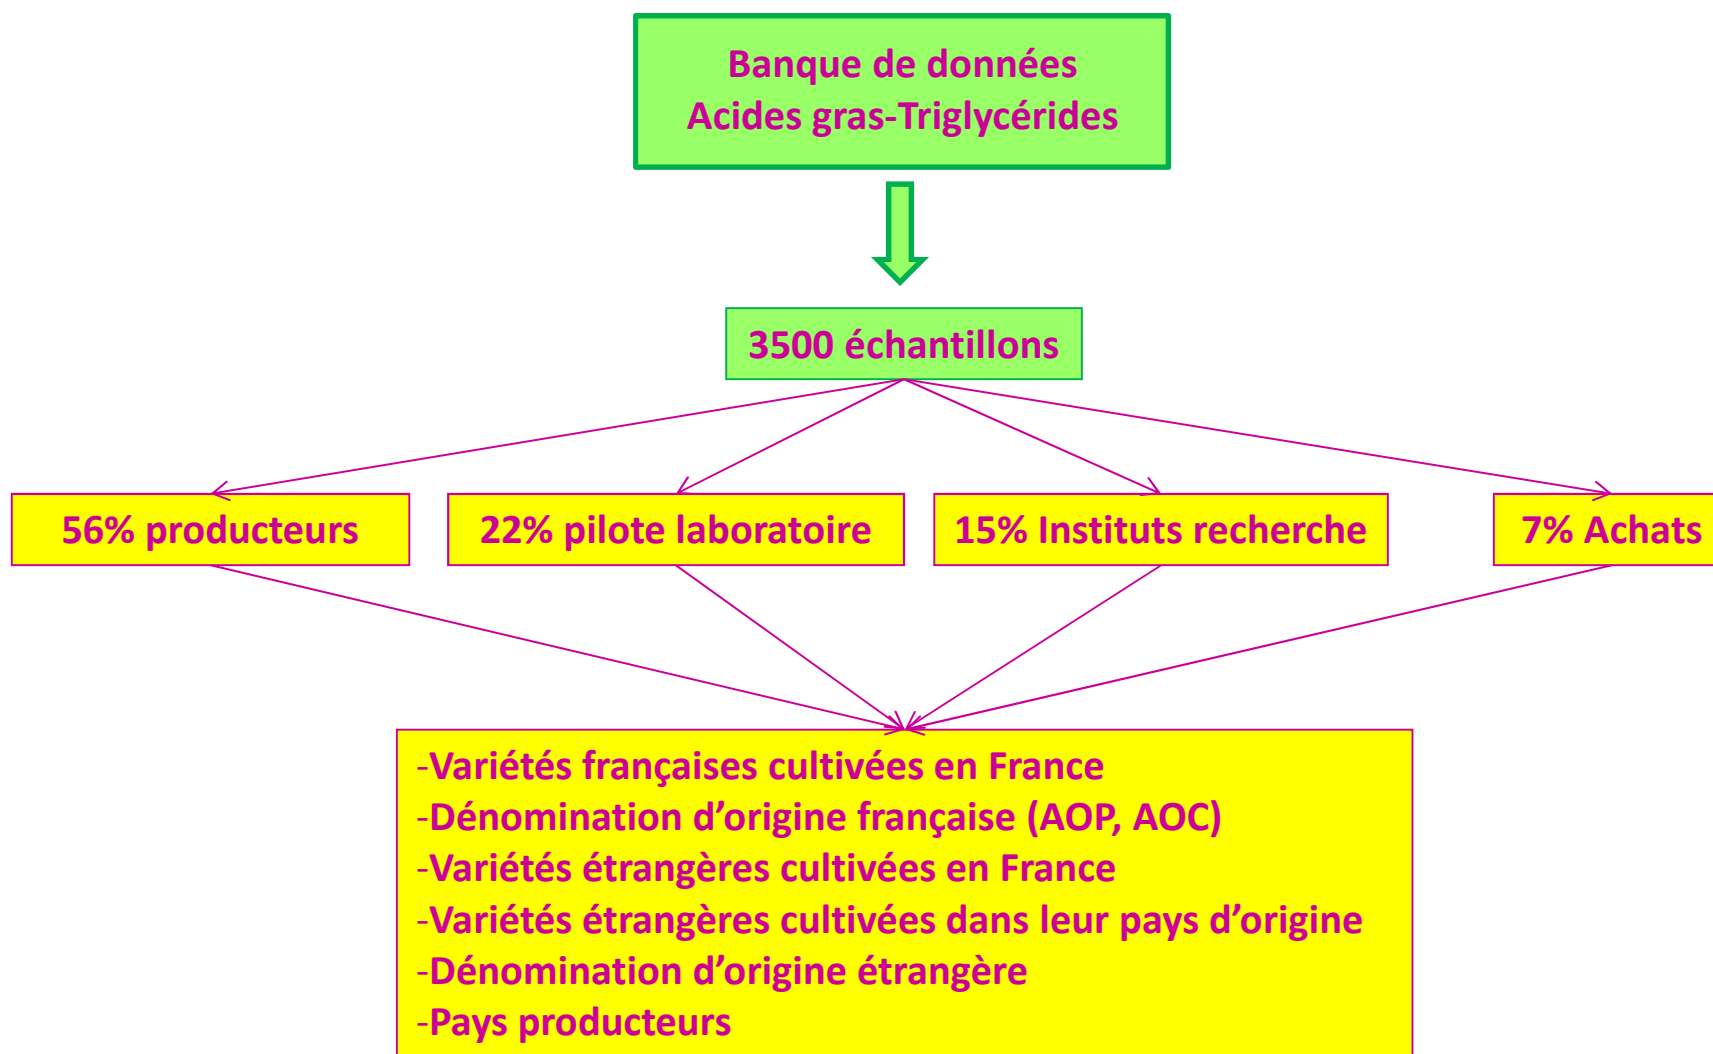 Banque de données
Acides gras-Triglycérides
3500 échantillons
56% producteurs
22% pilote laboratoire
15% Instituts recherche
7% Achats
-Variétés françaises cultivées en France
-Dénomination d’origine française (AOP, AOC)
-Variétés étrangères cultivées en France
-Variétés étrangères cultivées dans leur pays d’origine
-Dénomination d’origine étrangère
-Pays producteurs